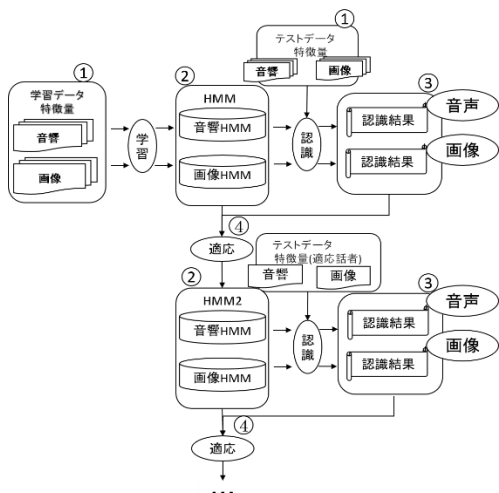 ①
テストデータ
特徴量
音響
画像
①
学習データ
特徴量
音響
画像
学習
②
HMM
音響HMM
画像HMM
認識
③
認識結果
認識結果
音声
画像
④
適応
テストデータ
特徴量(適応話者)
音響
画像
②
HMM2
音響HMM
画像HMM
認識
③
認識結果
認識結果
音声
画像
④
適応
...